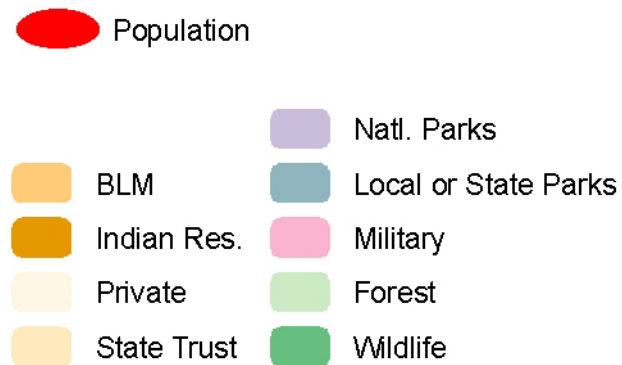 Population
Natl. Parks
BLM
Local or State Parks
Indian Res.
Military
Private
Forest
State Trust
Wildlife